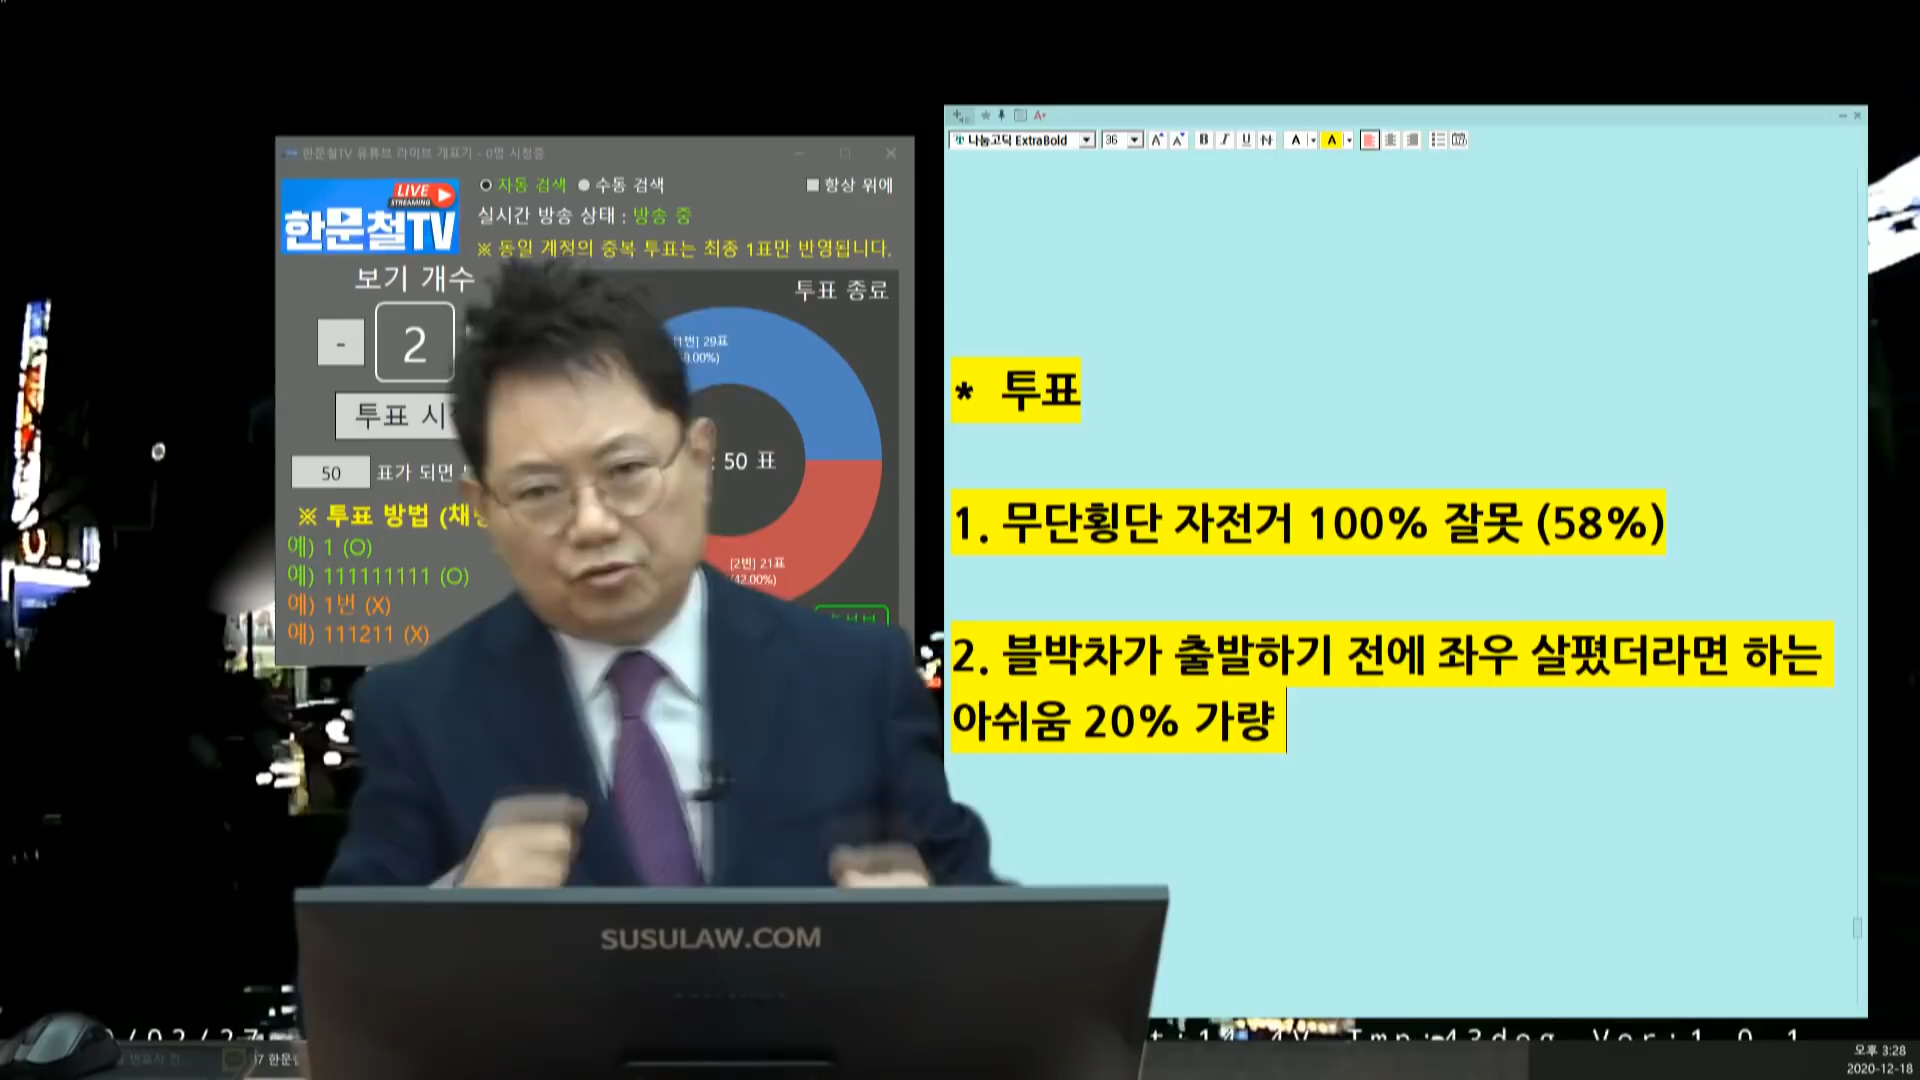 한문철TV 유튜브 라이브 개표기 - 0명 시청중
LIVE
STREAMING
한문철TV
자동 검색 수동 검색
항상 위에
실시간 방송 상태 : 방송 중
※ 동일 계정의 중복 투표는 최종 1표만 반영됩니다.
보기 개수
투표 종료
-
2
투표
50 표가 되면
※ 투표 방법
예) 1 (O)
예) 111111111 (O)
예) 1번 (X)
예) 111211 (X)
[1번] 29표
50 표
[2번] 21표
(42.00%)
나눔고딕 ExtraBold 36
* 투표
1. 무단횡단 자전거 100% 잘못 (58%)
2. 블박차가 출발하기 전에 좌우 살폈더라면 하는
아쉬움 20% 가량
SUSULAW.COM
오후 3:28
2020-12-18